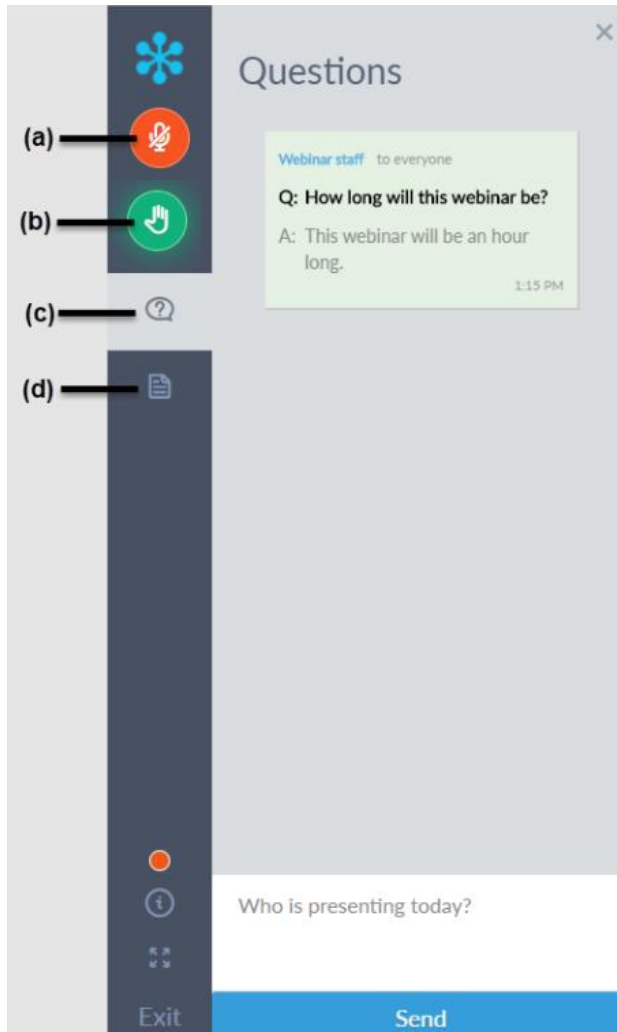 Questions
(a)
Webinar staff to everyone
Q: How long will this webinar be?
(b)
A: This webinar will be an hour
long.
1:15 PM
(c)
(d)
Who is presenting today?
Exit
Send